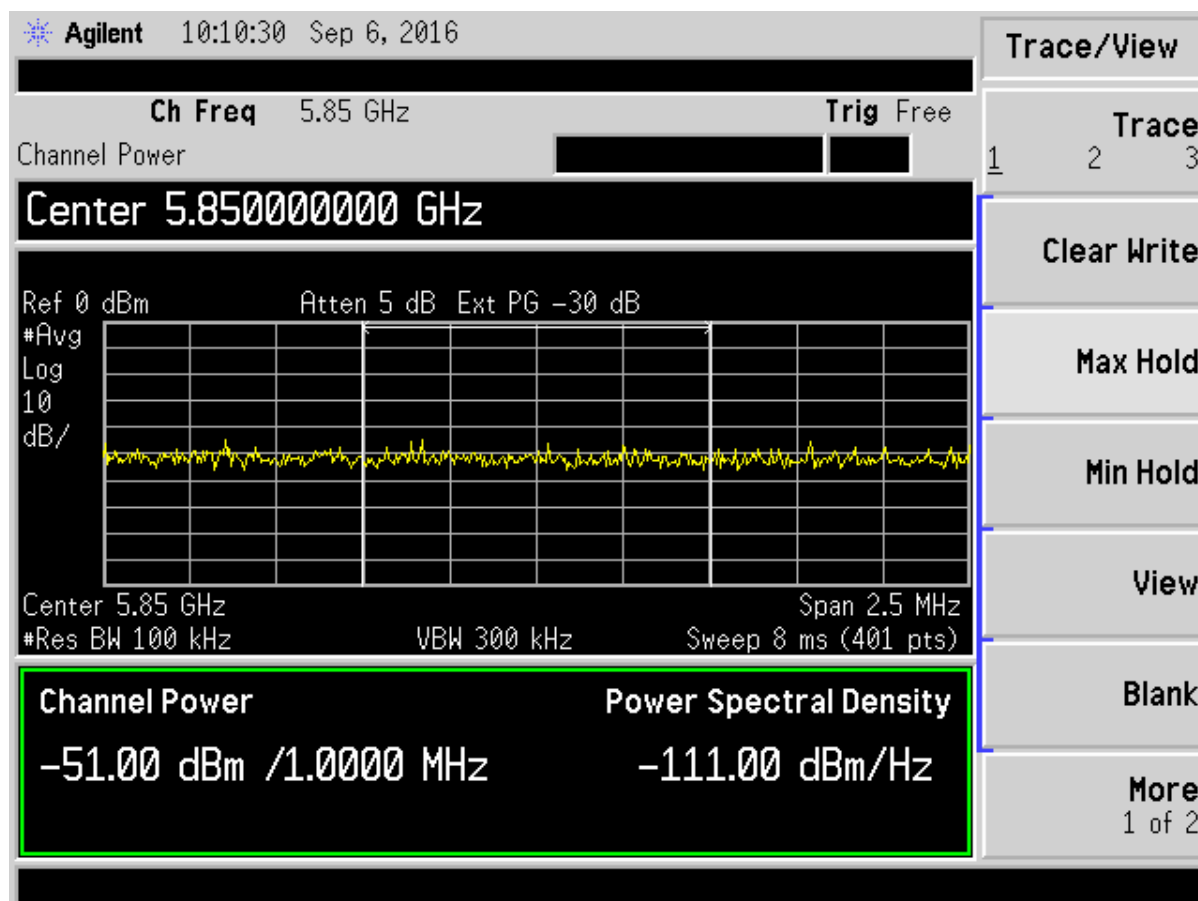 Agilent 10:10:30 Sep 6, 2016
Trace/View
Ch Freq 5.85 GHz Trig Free
Channel Power
Trace
1 2 3
Center 5.850000000 GHz
Clear Write
Ref 0 dBm Atten 5 dB Ext PG -30 dB
#Avg
Log
10
dB/
Max Hold
Min Hold
View
Center 5.85 GHz Span 2.5 MHz
#Res BW 100 kHz VBW 300 kHz Sweep 8 ms (401 pts)
Channel Power Power Spectral Density
-51.00 dBm /1.0000 MHz -111.00 dBm/Hz
Blank
More
1 of 2